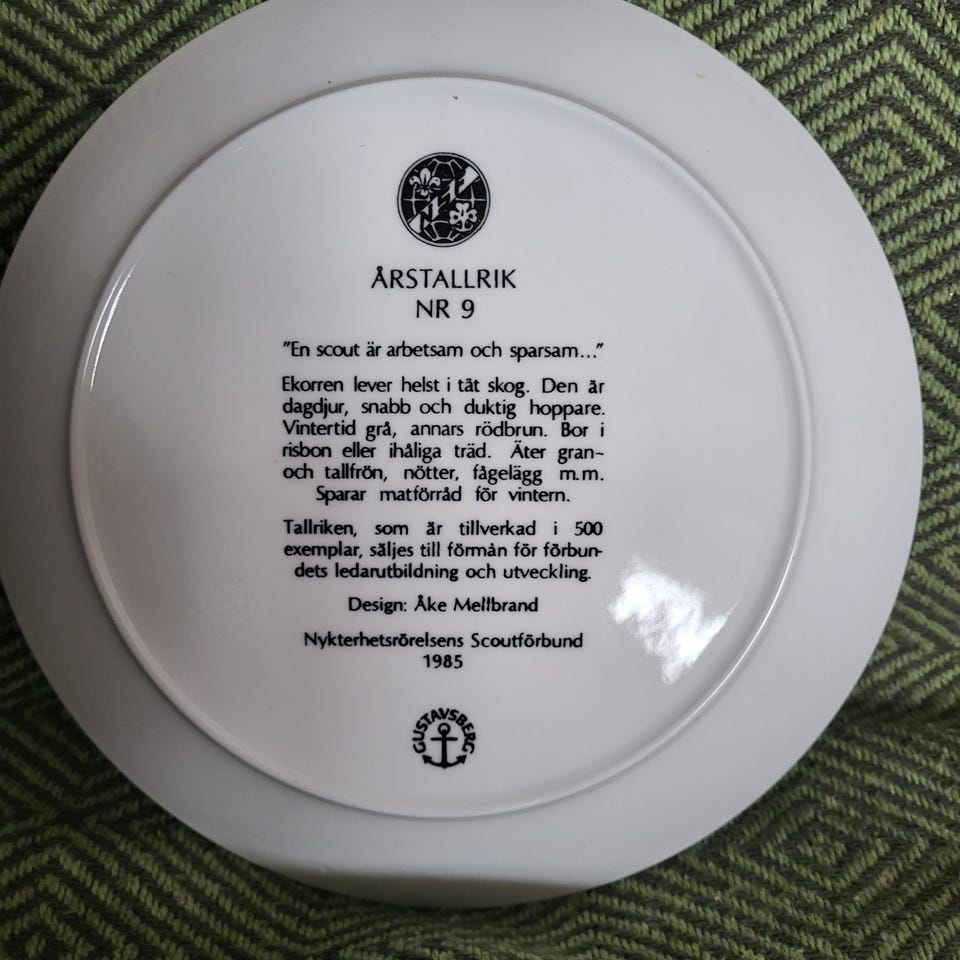 ÅRSTALLRIK
NR 9
"En scout är arbetsam och sparsam..."
Ekorren lever helst i tät skog. Den är
dagdjur, snabb och duktig hoppare.
Vintertid grå, annars rödbrun. Bor i
risbon eller ihåliga träd. Äter gran-
och tallfrön, nötter, fågelägg m.m.
Sparar matförråd för vintern.
Tallriken, som är tillverkad i 500
exemplar, säljes till förmån för förbun-
dets ledarutbildning och utveckling.
Design: Åke Mellbrand
Nykterhetsrörelsens Scoutförbund
1985
GUSTAVSBERG